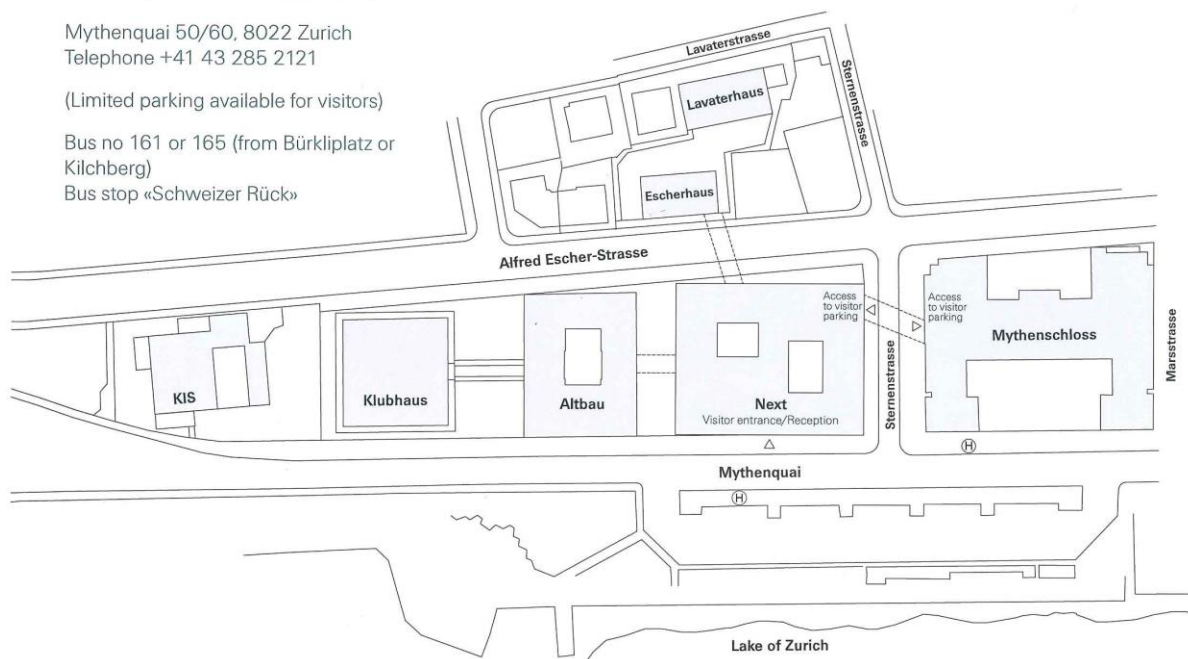 Mythenquai 50/60, 8022 Zurich
Telephone +41 43 285 2121
(Limited parking available for visitors)
Bus no 161 or 165 (from Bürkliplatz or
Kilchberg)
Bus stop «Schweizer Rück»
Lavaterstrasse
Sternenstrasse
Lavaterhaus
Escherhaus
Alfred Escher-Strasse
Access
to visitor
parking
Access
to visitor
parking
Mythenschloss
Marsstrasse
Sternenstrasse
KIS
Klubhaus
Altbau
Next
Visitor entrance/Reception
H
Mythenquai
H
Lake of Zurich